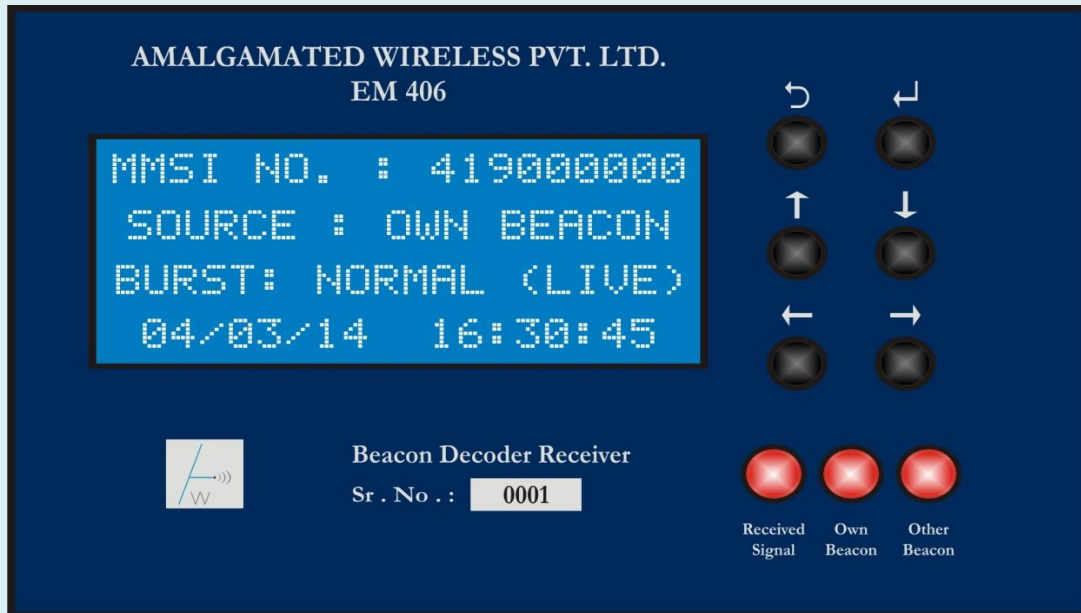 AMALGAMATED WIRELESS PVT. LTD.
EM 406
MMSI NO. : 419000000
SOURCE : OWN BEACON
BURST: NORMAL (LIVE)
04/03/14 16:30:45
W
Beacon Decoder Receiver
Sr . No . : 0001
Received Signal
Own Beacon
Other Beacon